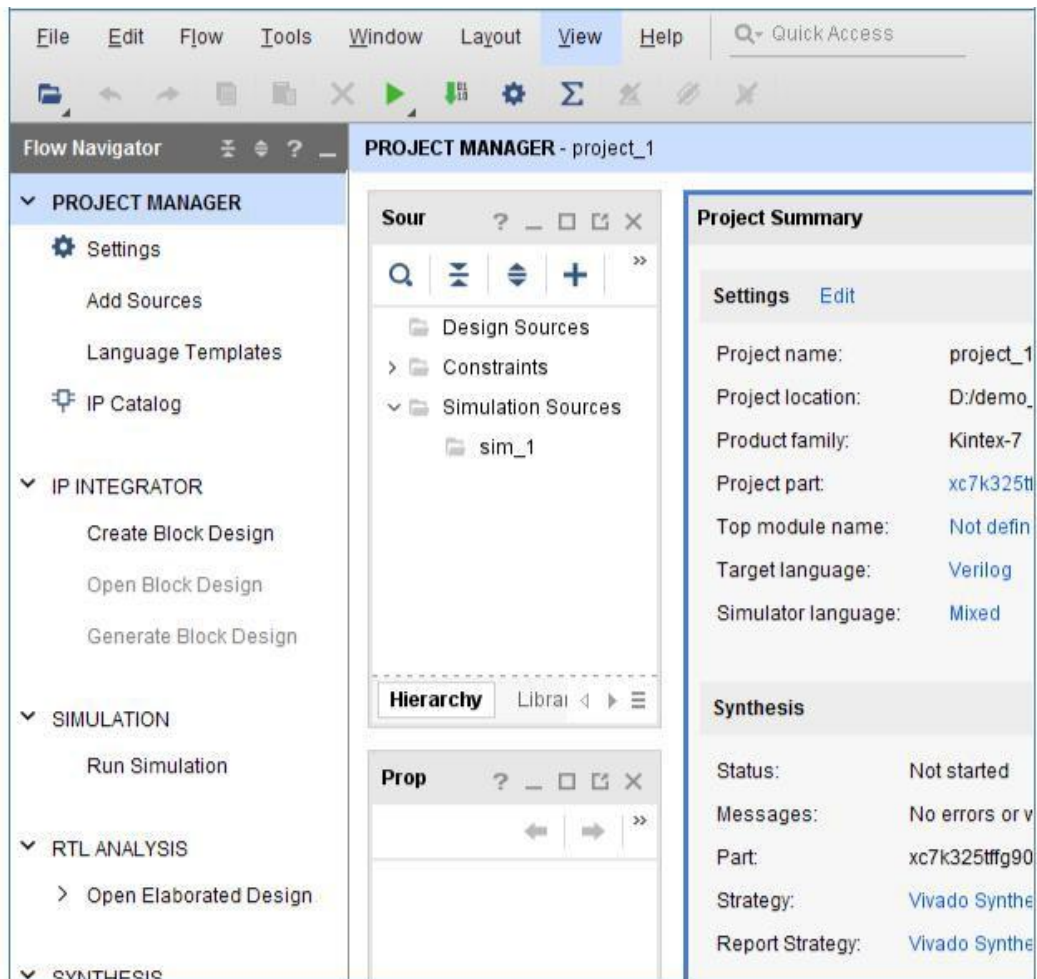 File Edit Flow Tools Window Layout View Help Quick Access
Flow Navigator
PROJECT MANAGER - project_1
PROJECT MANAGER
Settings
Add Sources
Language Templates
IP Catalog
IP INTEGRATOR
Create Block Design
Open Block Design
Generate Block Design
SIMULATION
Run Simulation
RTL ANALYSIS
Open Elaborated Design
SYNTHESIS
Sour
Design Sources
Constraints
Simulation Sources
sim_1
Hierarchy Librar
Prop
Project Summary
Settings Edit
Project name: project_1
Project location: D:/demo_
Product family: Kintex-7
Project part: xc7k325tf
Top module name: Not defin
Target language: Verilog
Simulator language: Mixed
Synthesis
Status: Not started
Messages: No errors or w
Part: xc7k325tffg90
Strategy: Vivado Synthe
Report Strategy: Vivado Synthe